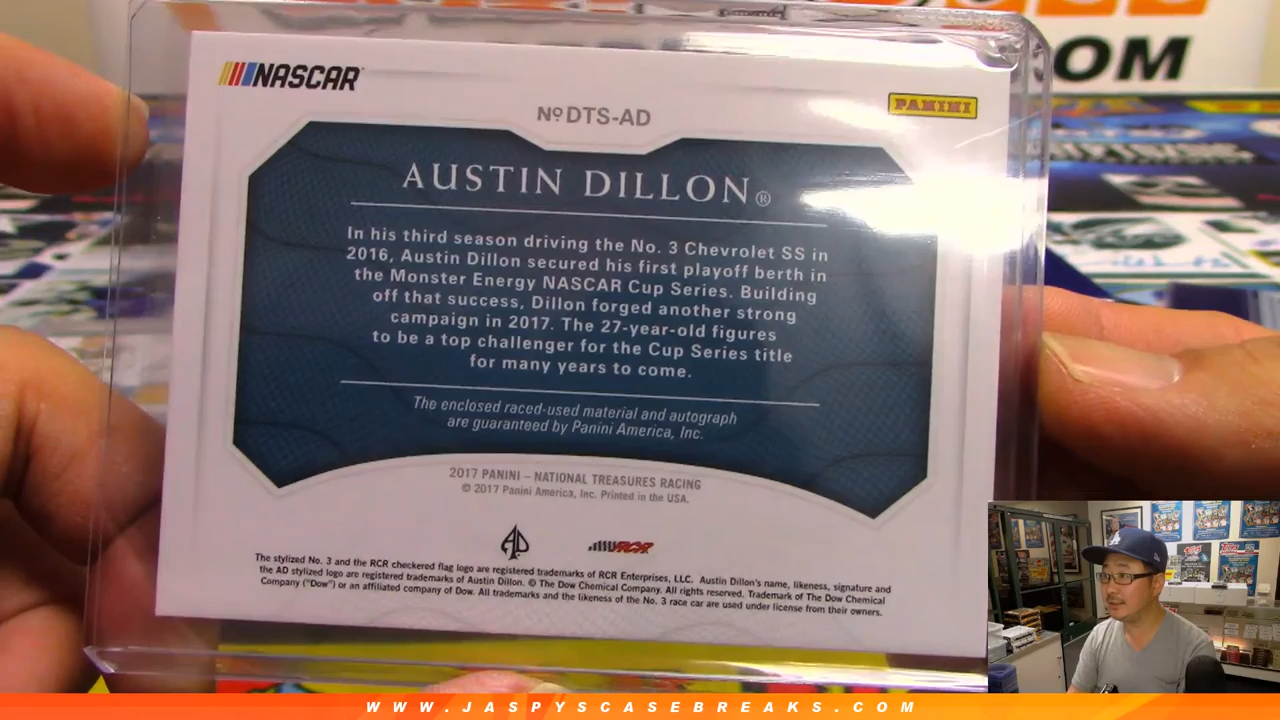 .COM
NASCAR
№ DTS-AD
PANINI
AUSTIN DILLON®
In his third season driving the No. 3 Chevrolet SS in
2016, Austin Dillon secured his first playoff berth in
the Monster Energy NASCAR Cup Series. Building
off that success, Dillon forged another strong
campaign in 2017. The 27-year-old figures
to be a top challenger for the Cup Series title
for many years to come.
The enclosed raced-used material and autograph
are guaranteed by Panini America, Inc.
2017 PANINI – NATIONAL TREASURES RACING
© 2017 Panini America, Inc. Printed in the USA.
AD RCR
The stylized No. 3 and the RCR checkered flag logo are registered trademarks of RCR Enterprises, LLC. Austin Dillon's name, likeness, signature and
the AD stylized logo are registered trademarks of Austin Dillon. © The Dow Chemical Company. All rights reserved. Trademark of The Dow Chemical
Company ("Dow") or an affiliated company of Dow. All trademarks and the likeness of the No. 3 race car are used under license from their owners.
WWW.JASPYSCASEBREAKS.COM